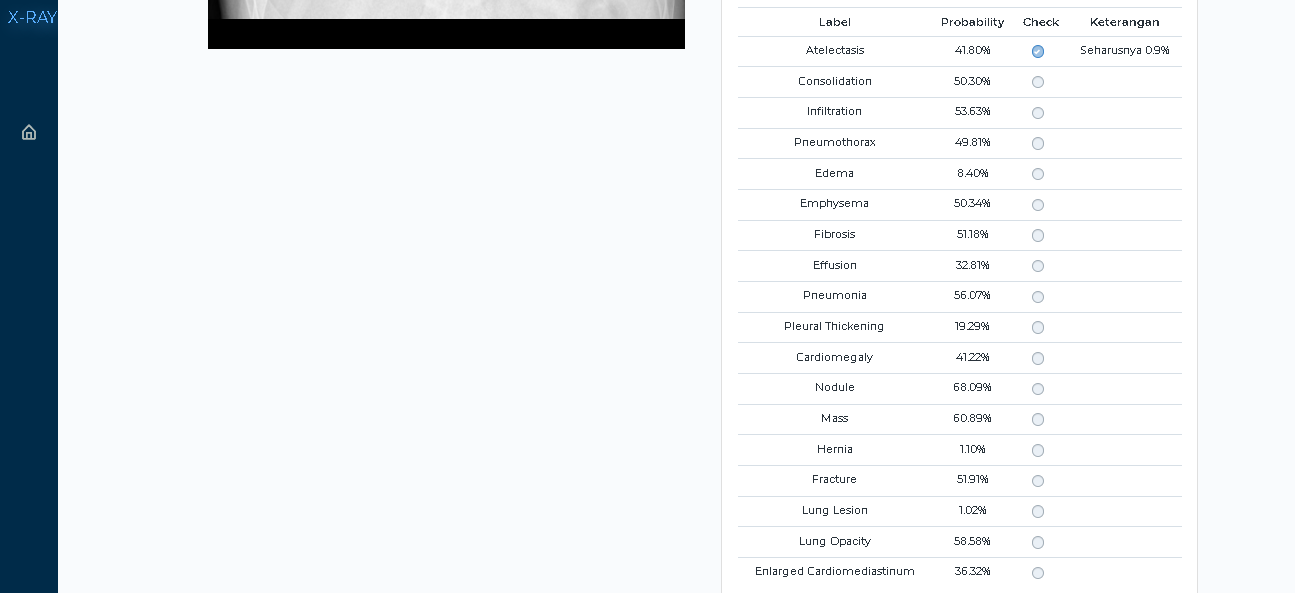 X-RAY
Label Probability Check Keterangan
Atelectasis 41.80% Seharusnya 0.9%
Consolidation 50.30%
Infiltration 53.63%
Pneumothorax 49.81%
Edema 8.40%
Emphysema 50.34%
Fibrosis 51.18%
Effusion 32.81%
Pneumonia 56.07%
Pleural Thickening 19.29%
Cardiomegaly 41.22%
Nodule 68.09%
Mass 60.89%
Hernia 1.10%
Fracture 51.91%
Lung Lesion 1.02%
Lung Opacity 58.58%
Enlarged Cardiomediastinum 36.32%